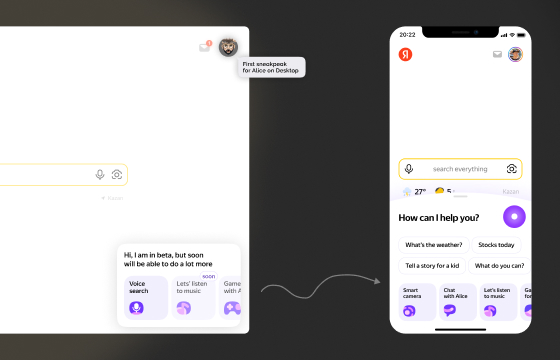 First sneakpeak
for Alice on Desktop
Kazan
Hi, I am in beta, but soon
will be able to do a lot more
soon
Voice
search
Lets' listen
to music
Game
with A
20:22
Я
search everything
27°
5
Kazan
How can I help you?
What's the weather?
Stocks today
Tell a story for a kid
What do you can?
Smart
camera
Chat
with Alice
Let's listen
to music
Ga
for